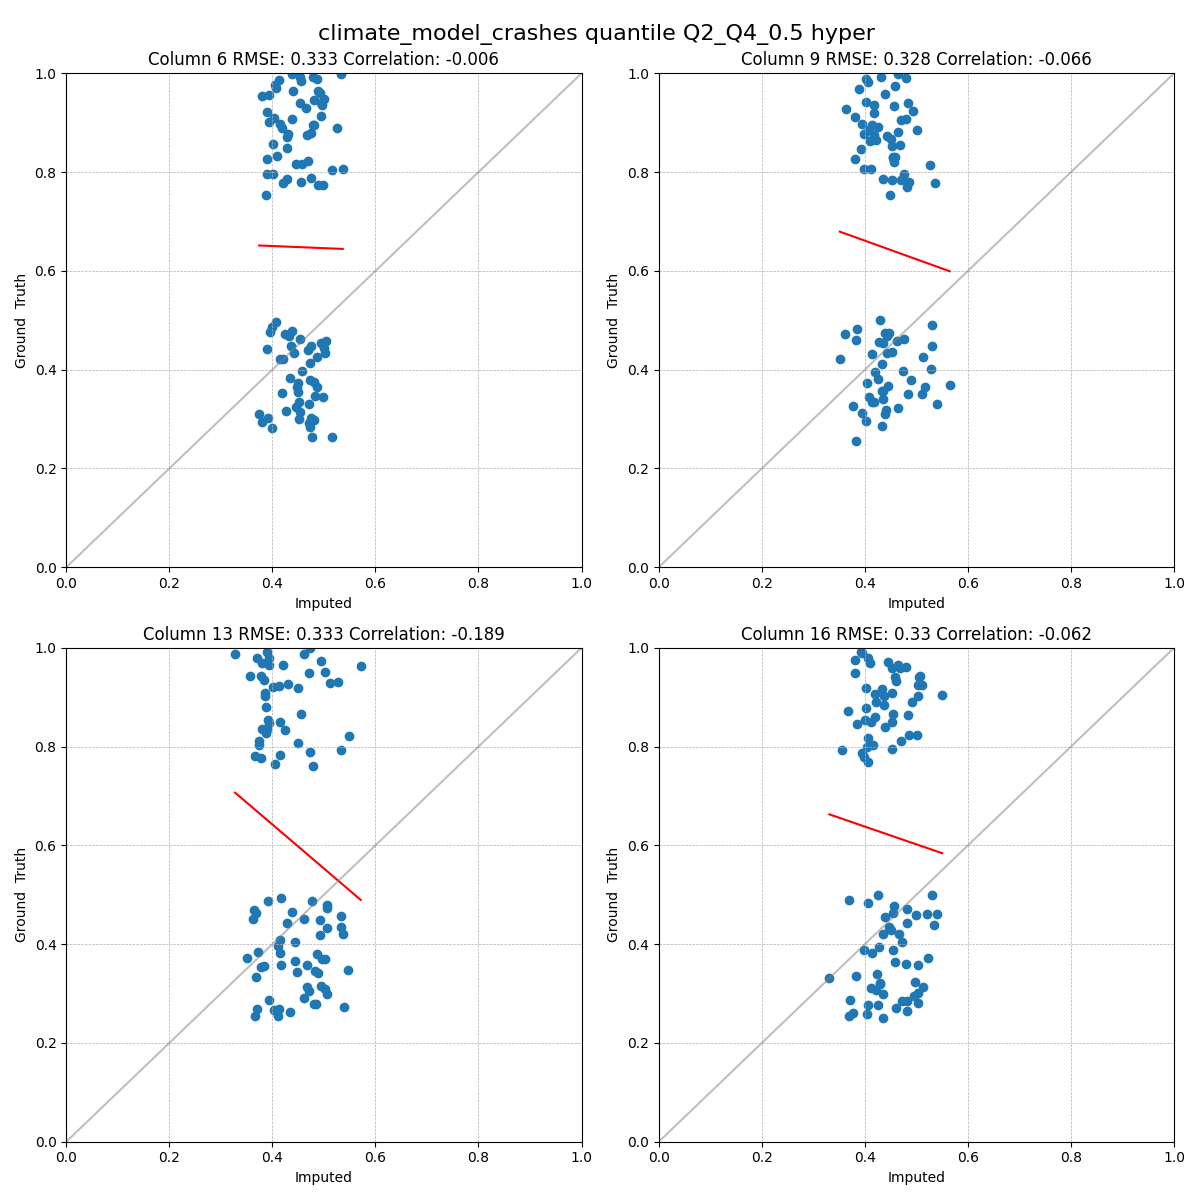 climate_model_crashes quantile Q2_Q4_0.5 hyper
Column 6 RMSE: 0.333 Correlation: -0.006
1.0
0.8
0.6
0.4
0.2
0.0
Ground Truth
0.0 0.2 0.4 0.6 0.8 1.0
Imputed
Column 9 RMSE: 0.328 Correlation: -0.066
1.0
0.8
0.6
0.4
0.2
0.0
Ground Truth
0.0 0.2 0.4 0.6 0.8 1.0
Imputed
Column 13 RMSE: 0.333 Correlation: -0.189
1.0
0.8
0.6
0.4
0.2
0.0
Ground Truth
0.0 0.2 0.4 0.6 0.8 1.0
Imputed
Column 16 RMSE: 0.33 Correlation: -0.062
1.0
0.8
0.6
0.4
0.2
0.0
Ground Truth
0.0 0.2 0.4 0.6 0.8 1.0
Imputed